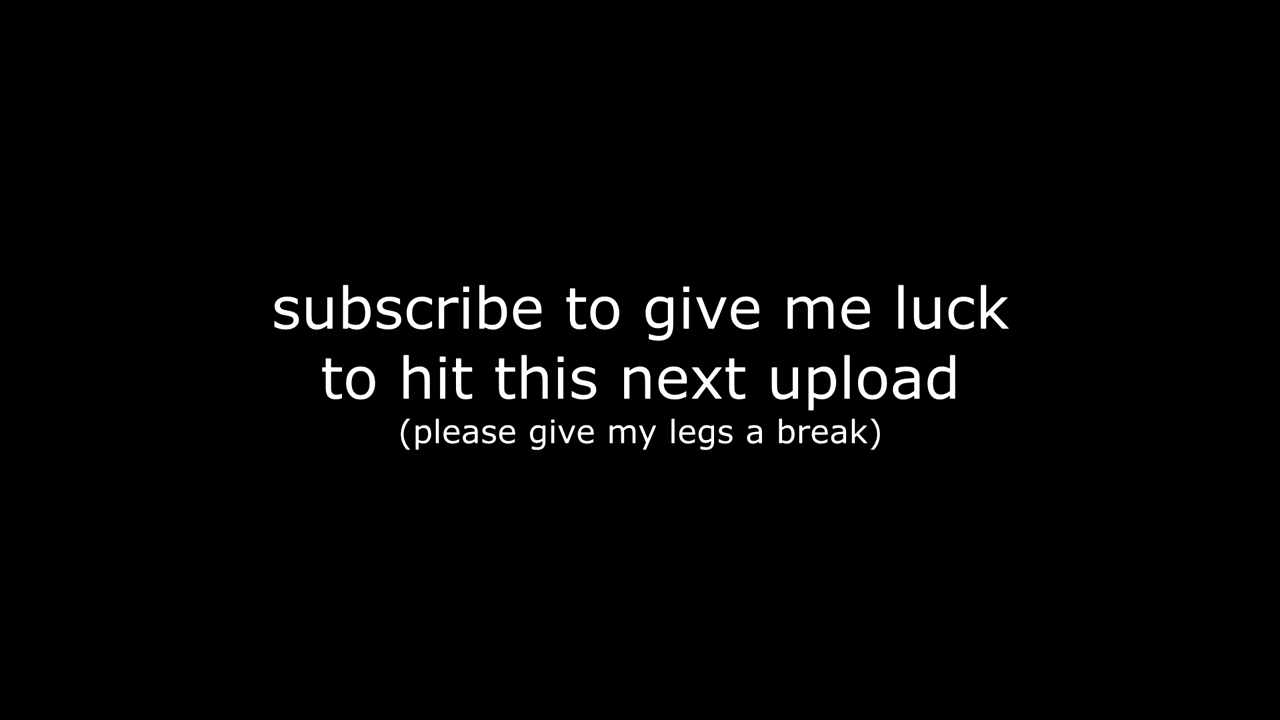 subscribe to give me luck
to hit this next upload
(please give my legs a break)